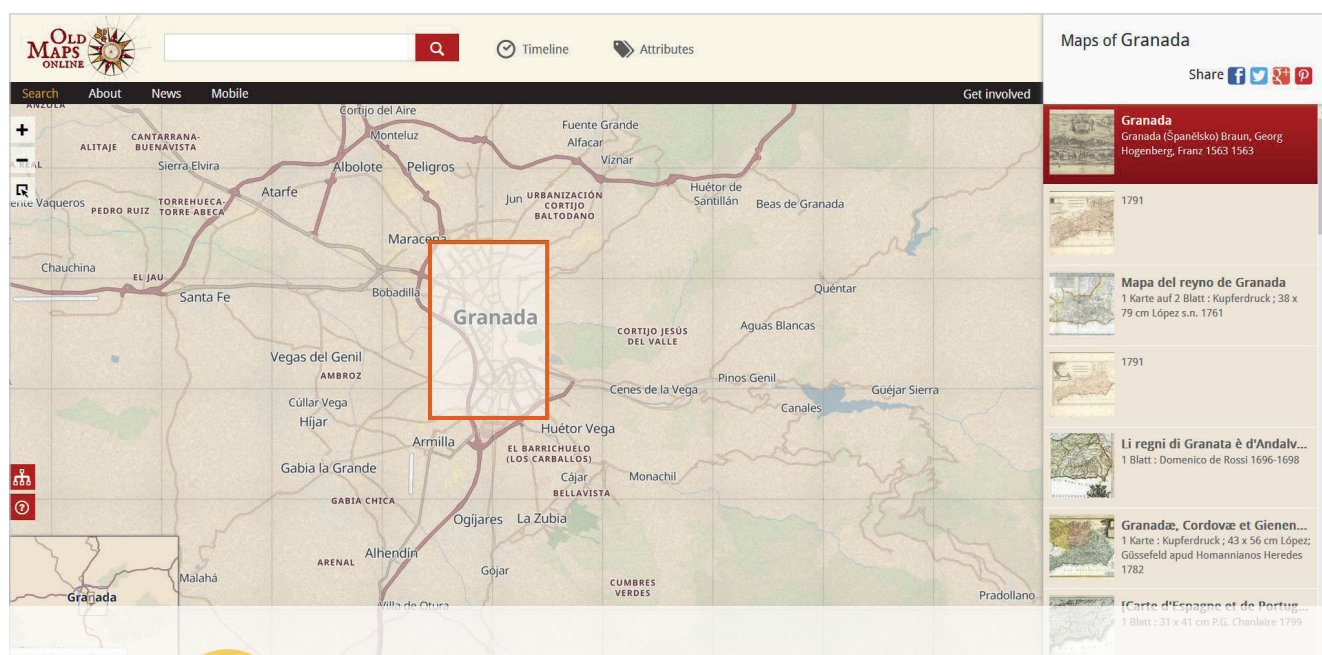 OLD
MAPS
ONLINE
Timeline
Attributes
Search About News Mobile Get involved
Maps of Granada
Share
Granada
Granada (Španělsko) Braun, Georg
Hogenberg, Franz 1563 1563
1791
Mapa del reyno de Granada
1 Karte auf 2 Blatt : Kupferdruck ; 38 x
79 cm López s.n. 1761
1791
Li regni di Granata è d'Andalv...
1 Blatt : Domenico de Rossi 1696-1698
Granadæ, Cordovæ et Gienen...
1 Karte : Kupferdruck ; 43 x 56 cm López;
Güssefeld apud Homannianos Heredes
1782
[Carte d'Espagne et de Portug...
1 Blatt : 31 x 41 cm P.G. Chanlaire 1799
ANZOLA
Cortijo del Aire
CANTARRANA-
BUENAVISTA
ALITAJE
Monteluz
Fuente Grande
Alfacar
Víznar
REAL
Sierra Elvira
Albolote
Peligros
Atarfe
Jun
URBANIZACIÓN
CORTIJO
BALTODANO
Huétor de
Santillán
Beas de Granada
ente Vaqueros
PEDRO RUIZ
TORREHUECA-
TORRE ABECA
Maracena
Chauchina
EL JAU
Santa Fe
Bobadilla
Quéntar
Granada
CORTIJO JESÚS
DEL VALLE
Aguas Blancas
Vegas del Genil
AMBROZ
Cenes de la Vega
Pinos Genil
Güéjar Sierra
Canales
Cúllar Vega
Híjar
Armilla
Huétor Vega
EL BARRICHUELO
(LOS CARBALLOS)
Gabia la Grande
Cájar
Monachil
BELLAVISTA
GABIA CHICA
Ogíjares
La Zubia
Alhendín
ARENAL
Gójar
Malahá
CUMBRES
VERDES
Pradollano
Granada
Villa de Otura